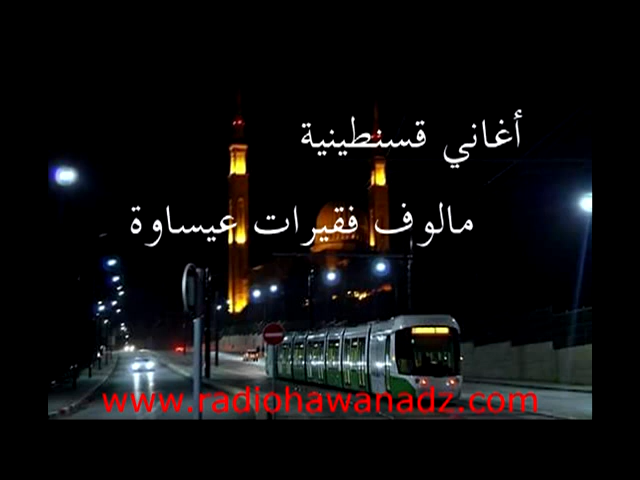 أغاني قسنطينية
مالوف فقيرات عيساوة
www.radiohawanadz.com